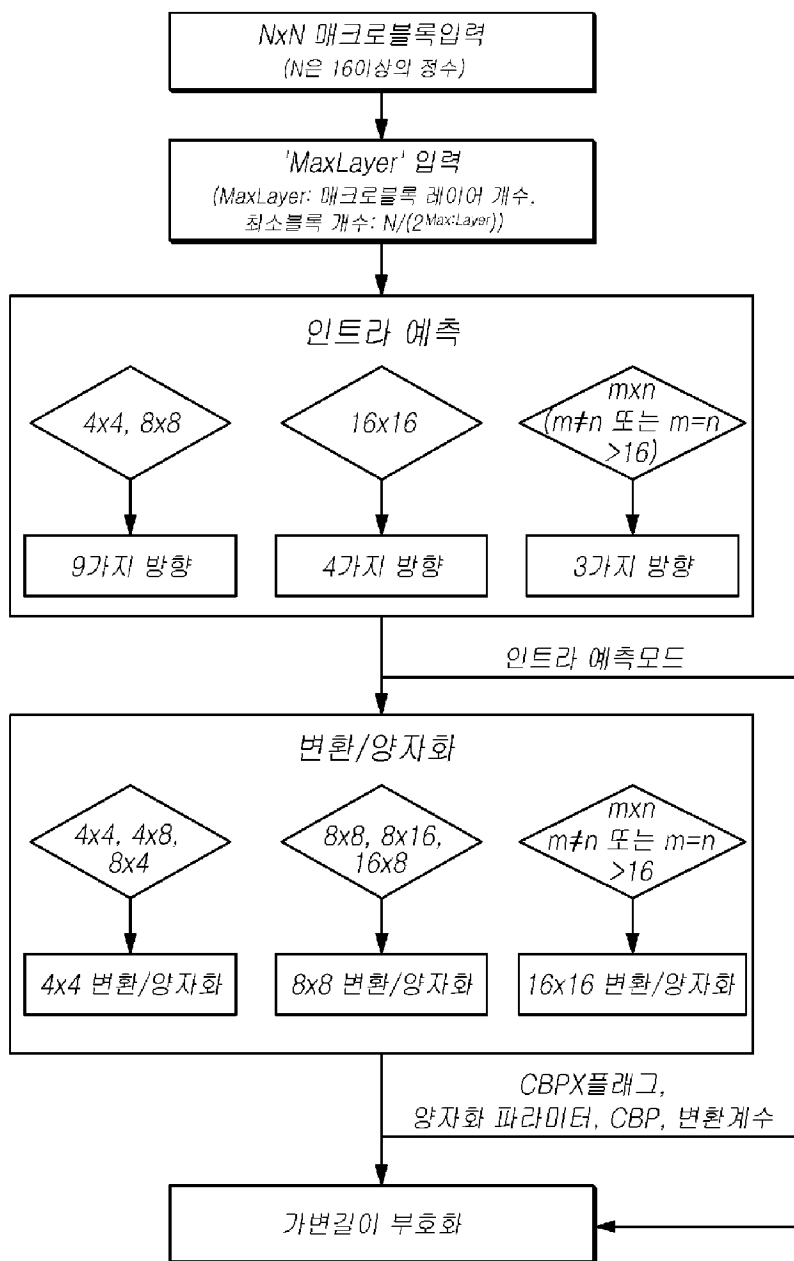 NxN 매크로블록입력
(N은 16이상의 정수)
'MaxLayer' 입력
(MaxLayer: 매크로블록 레이어 개수,
최소블록 개수: N/(2^Max:Layer))
인트라 예측
4x4, 8x8
16x16
mxn
(m≠n 또는 m=n
>16)
9가지 방향
4가지 방향
3가지 방향
인트라 예측모드
변환/양자화
4x4, 4x8,
8x4
8x8, 8x16,
16x8
mxn
m≠n 또는 m=n
>16
4x4 변환/양자화
8x8 변환/양자화
16x16 변환/양자화
CBPX플래그,
양자화 파라미터, CBP, 변환계수
가변길이 부호화